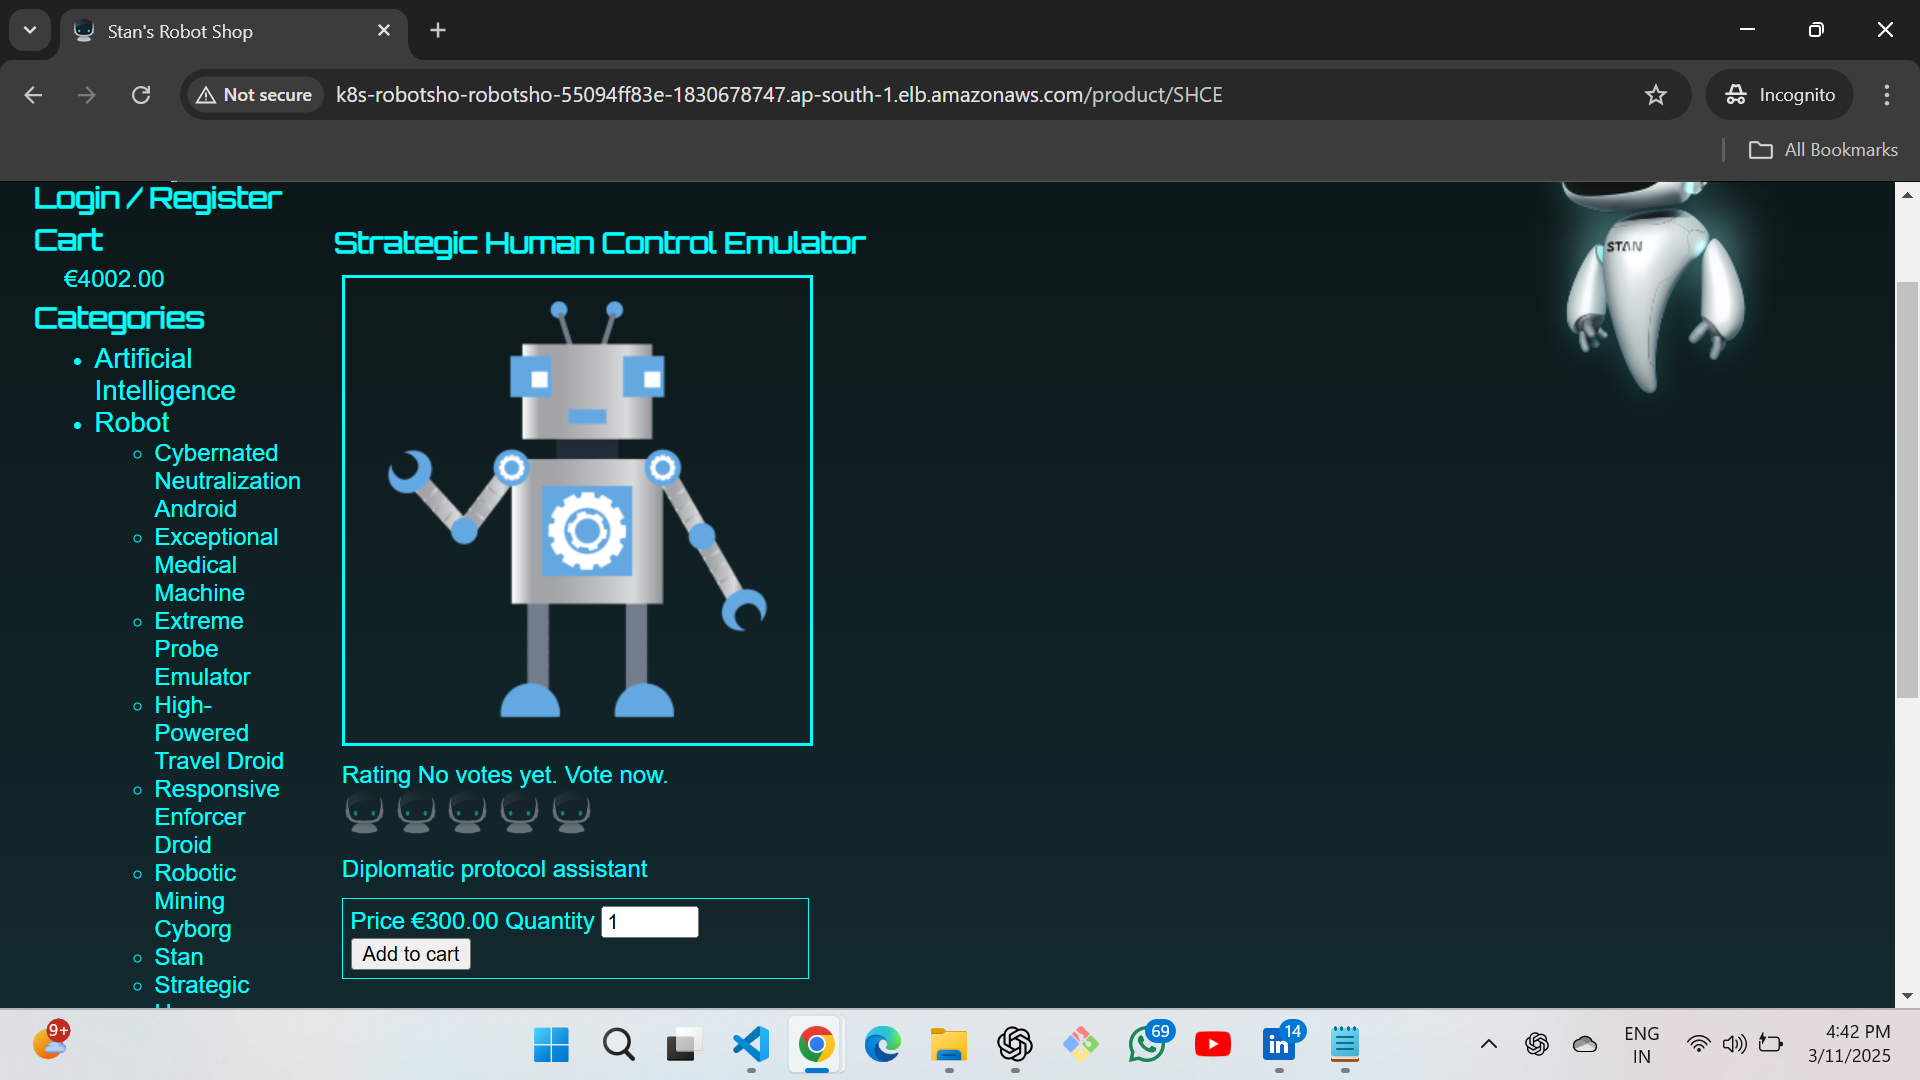 Stan's Robot Shop
Not secure
k8s-robotsho-robotsho-55094ff83e-1830678747.ap-south-1.elb.amazonaws.com/product/SHCE
Incognito
All Bookmarks
Login / Register
Cart
€4002.00
Categories
Artificial
Intelligence
Robot
Cybernated
Neutralization
Android
Exceptional
Medical
Machine
Extreme
Probe
Emulator
High-
Powered
Travel Droid
Responsive
Enforcer
Droid
Robotic
Mining
Cyborg
Stan
Strategic
Strategic Human Control Emulator
STAN
Rating No votes yet. Vote now.
Diplomatic protocol assistant
Price €300.00 Quantity 1
Add to cart
9+
69
in 14
ENG
IN
4:42 PM
3/11/2025